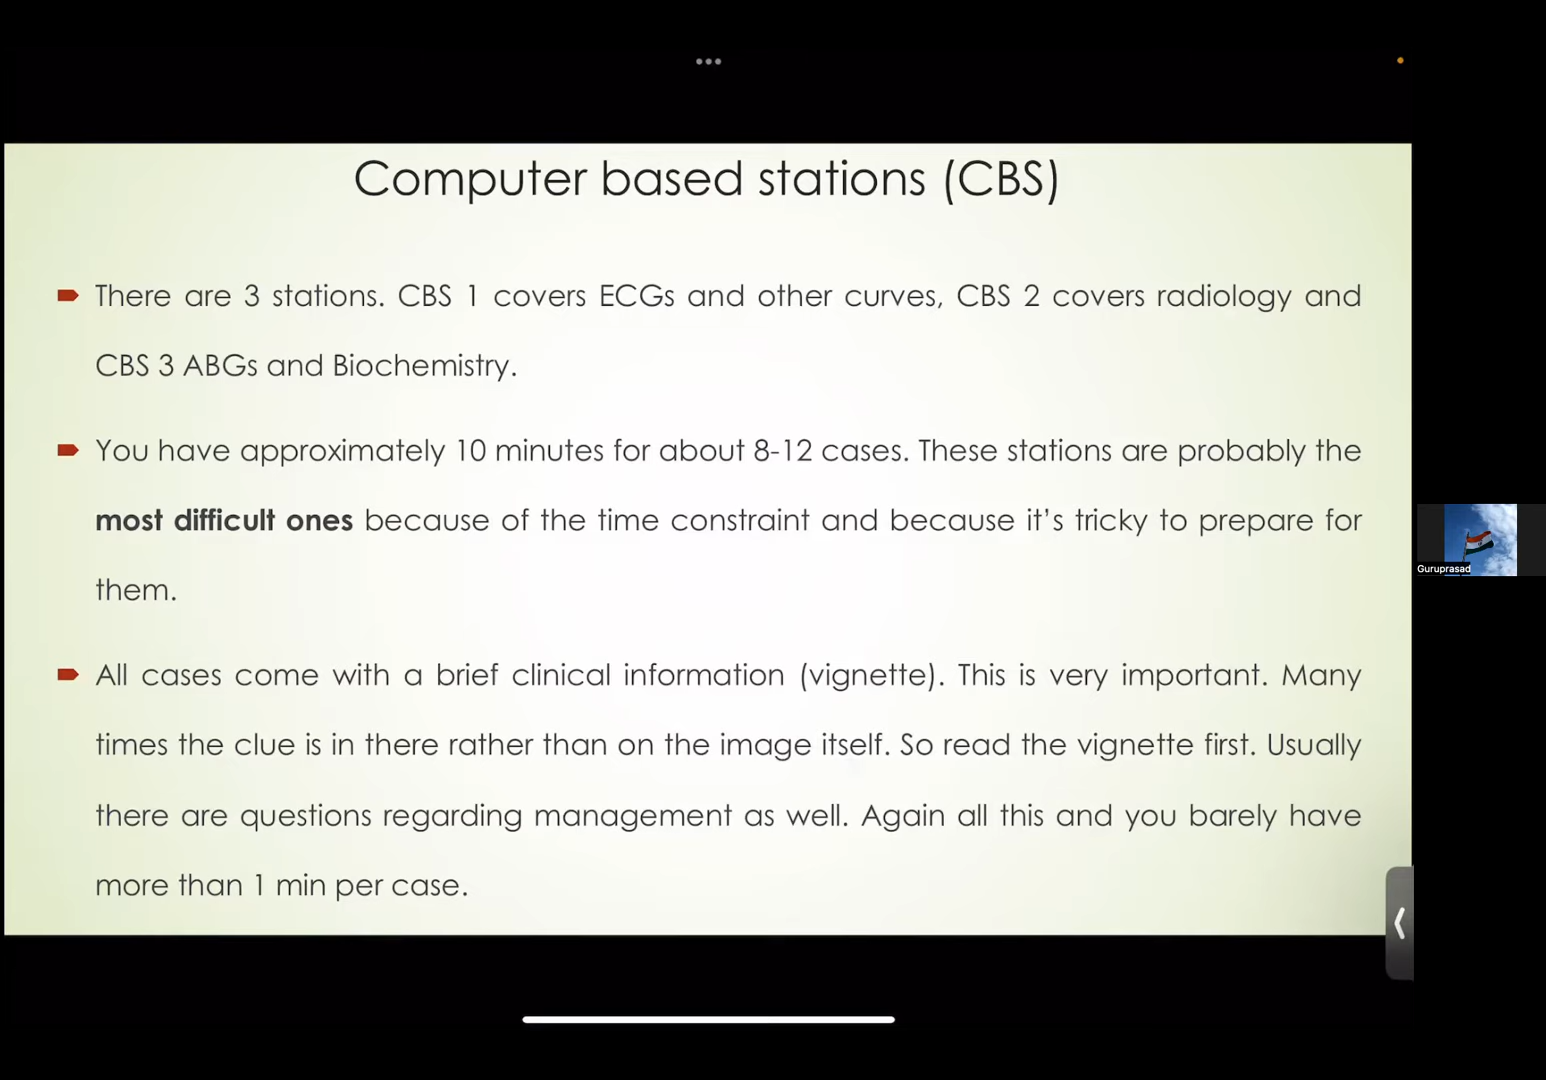 Computer based stations (CBS)
There are 3 stations. CBS 1 covers ECGs and other curves, CBS 2 covers radiology and
CBS 3 ABGs and Biochemistry.
You have approximately 10 minutes for about 8-12 cases. These stations are probably the
most difficult ones because of the time constraint and because it’s tricky to prepare for
them.
All cases come with a brief clinical information (vignette). This is very important. Many
times the clue is in there rather than on the image itself. So read the vignette first. Usually
there are questions regarding management as well. Again all this and you barely have
more than 1 min per case.
Guruprasad